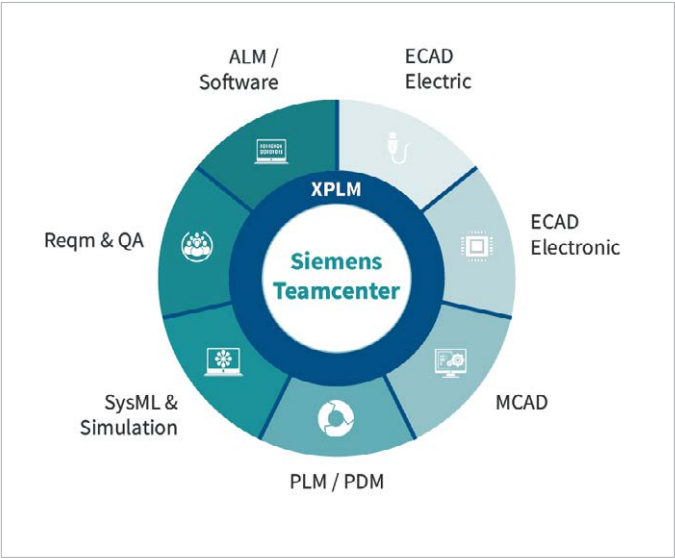 ALM /
Software
ECAD
Electric
XPLM
Siemens
Teamcenter
Reqm & QA
ECAD
Electronic
SysML &
Simulation
MCAD
PLM / PDM